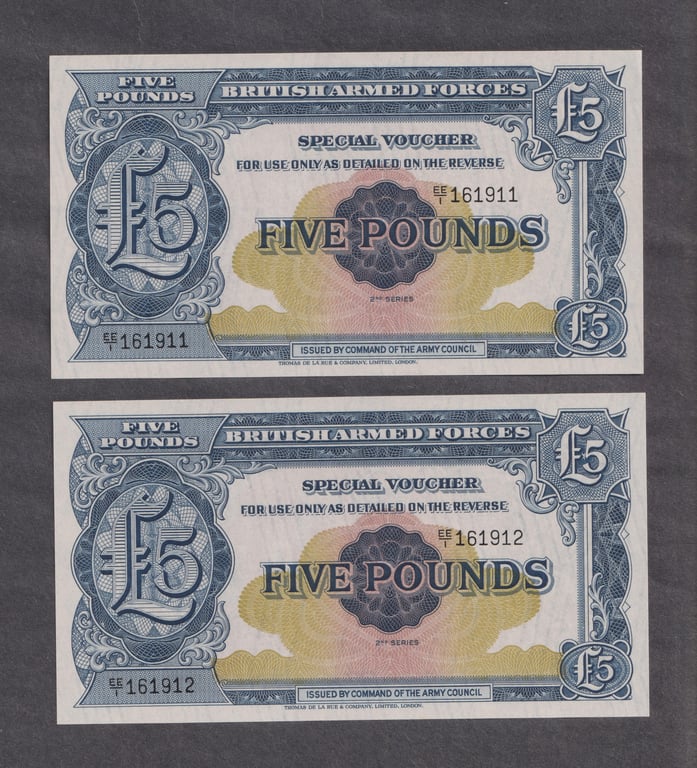 FIVE POUNDS
BRITISH ARMED FORCES
£5
SPECIAL VOUCHER
FOR USE ONLY AS DETAILED ON THE REVERSE
EE/1 161911
£5
FIVE POUNDS
2ND SERIES
£5
EE/1 161911
ISSUED BY COMMAND OF THE ARMY COUNCIL
THOMAS DE LA RUE & COMPANY, LIMITED, LONDON.
FIVE POUNDS
BRITISH ARMED FORCES
£5
SPECIAL VOUCHER
FOR USE ONLY AS DETAILED ON THE REVERSE
EE/1 161912
£5
FIVE POUNDS
2ND SERIES
£5
EE/1 161912
ISSUED BY COMMAND OF THE ARMY COUNCIL
THOMAS DE LA RUE & COMPANY, LIMITED, LONDON.